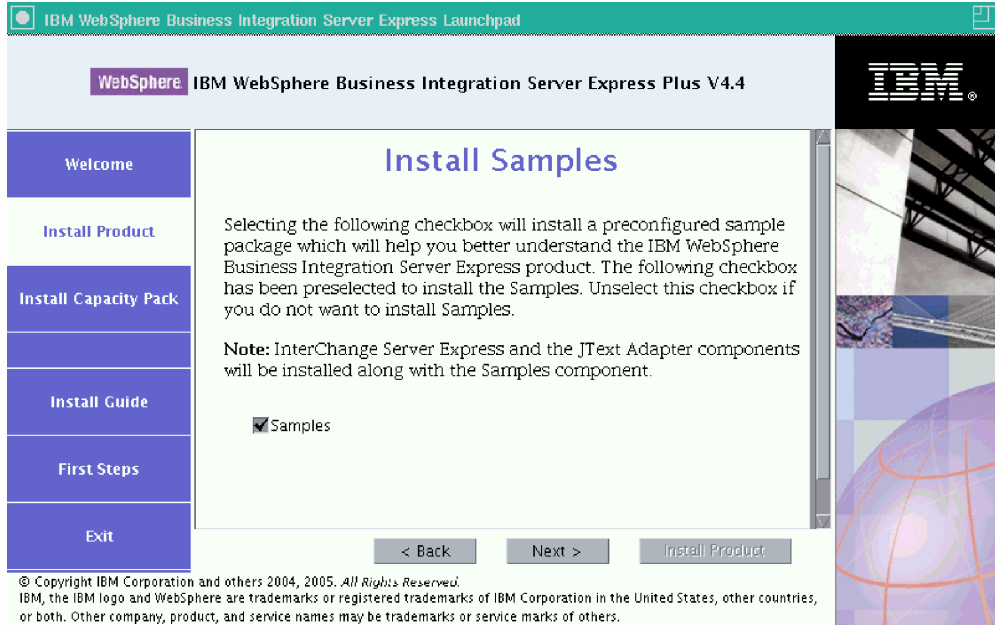 IBM WebSphere Business Integration Server Express Launchpad
WebSphere. IBM WebSphere Business Integration Server Express Plus V4.4
IBM®
Welcome
Install Product
Install Capacity Pack
Install Guide
First Steps
Exit
Install Samples
Selecting the following checkbox will install a preconfigured sample
package which will help you better understand the IBM WebSphere
Business Integration Server Express product. The following checkbox
has been preselected to install the Samples. Unselect this checkbox if
you do not want to install Samples.
Note: InterChange Server Express and the JText Adapter components
will be installed along with the Samples component.
Samples
< Back
Next >
Install Product
© Copyright IBM Corporation and others 2004, 2005. All Rights Reserved.
IBM, the IBM logo and WebSphere are trademarks or registered trademarks of IBM Corporation in the United States, other countries,
or both. Other company, product, and service names may be trademarks or service marks of others.